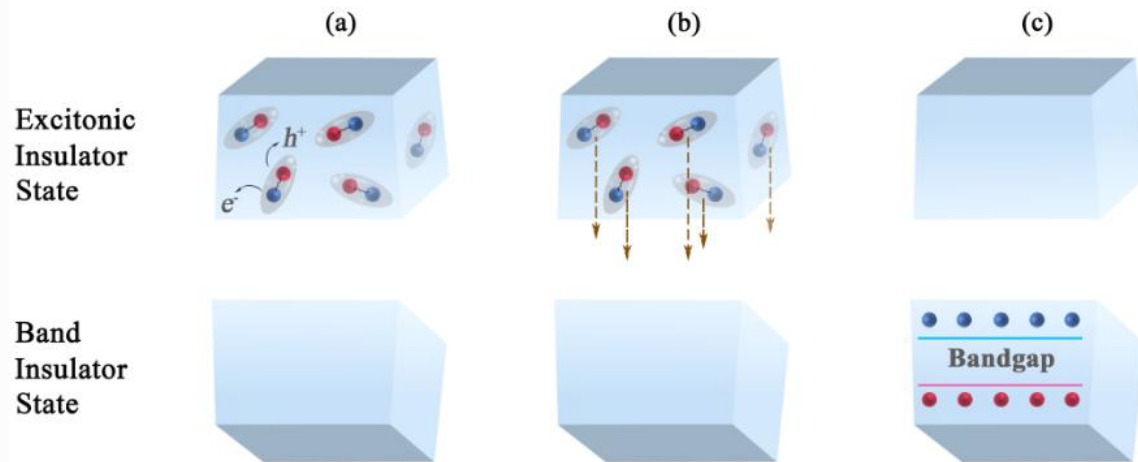 (a) (b) (c)
Excitonic
Insulator
State
h⁺
e⁻
Band
Insulator
State
Bandgap